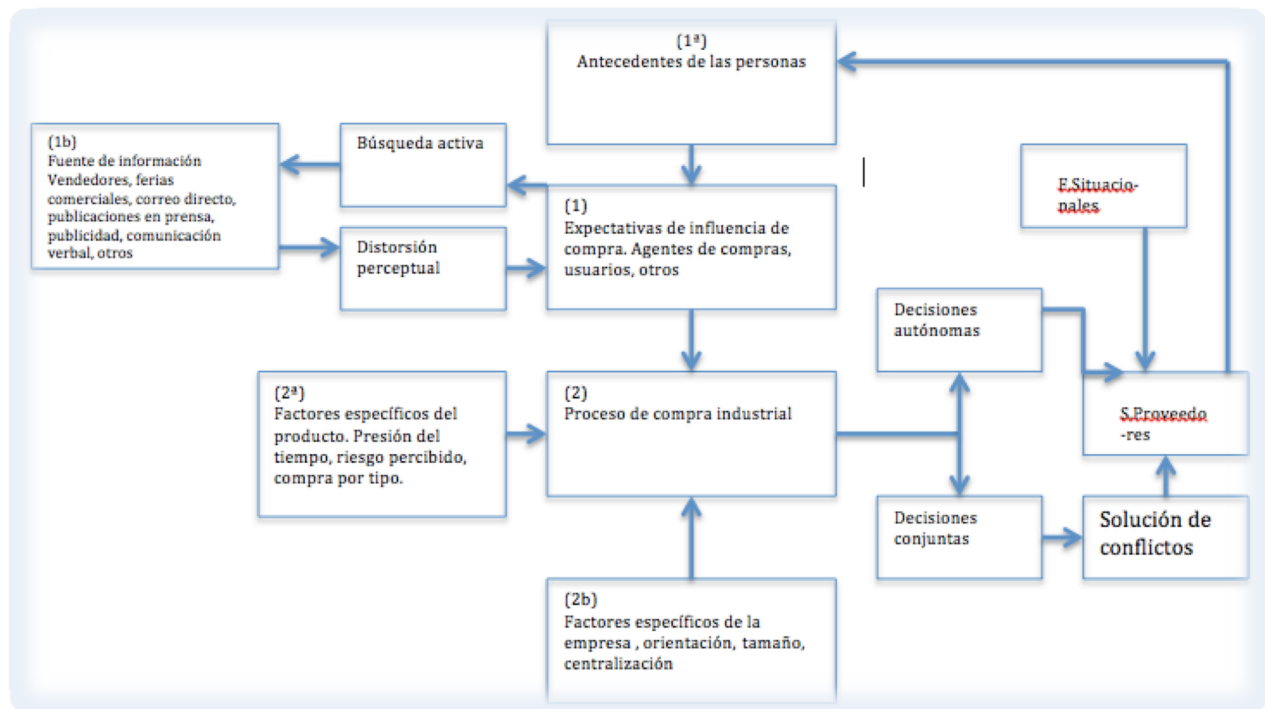 (1ª)
Antecedentes de las personas
(1b)
Fuente de información
Vendedores, ferias
comerciales, correo directo,
publicaciones en prensa,
publicidad, comunicación
verbal, otros
Búsqueda activa
Distorsión
perceptual
(1)
Expectativas de influencia de
compra. Agentes de compras,
usuarios, otros
F.Situacio-
nales
(2ª)
Factores específicos del
producto. Presión del
tiempo, riesgo percibido,
compra por tipo.
(2)
Proceso de compra industrial
Decisiones
autónomas
S.Proveedo
-res
Decisiones
conjuntas
Solución de
conflictos
(2b)
Factores específicos de la
empresa , orientación, tamaño,
centralización